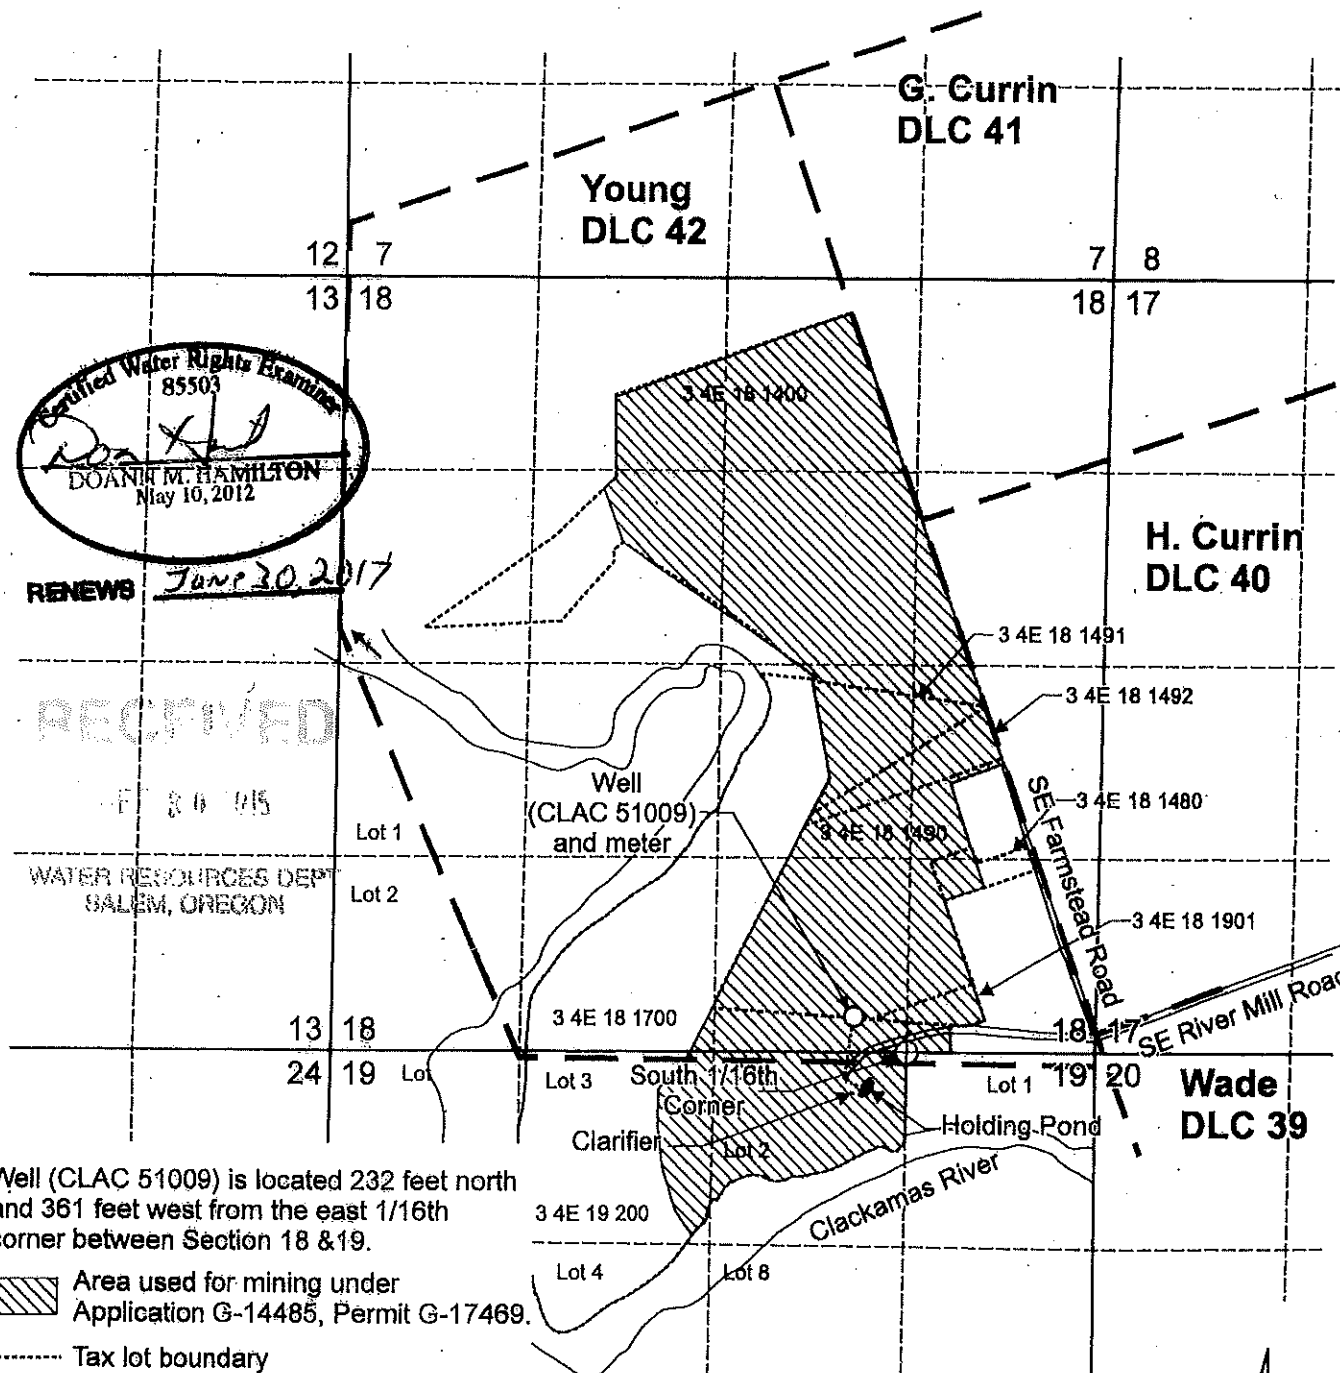 G. Currin
DLC 41
Young
DLC 42
12 7
7 8
13 18
18 17
Certified Water Rights Examiner
85503
DOANN M. HAMILTON
May 10, 2012
RENEWS June 30, 2017
3 4E 18 1400
H. Currin
DLC 40
3 4E 18 1491
3 4E 18 1492
RECEIVED
Well
(CLAC 51009)
and meter
3 4E 18 1480
3 4E 18 1490
SE Farmstead Road
Lot 1
WATER RESOURCES DEPT
SALEM, OREGON
Lot 2
3 4E 18 1901
3 4E 18 1700
13 18
18 17
SE River Mill Road
24 19
Lot
Lot 3
South 1/16th
Corner
Lot 1
19 20
Wade
DLC 39
Clarifier
Lot 2
Holding Pond
Clackamas River
Well (CLAC 51009) is located 232 feet north
and 361 feet west from the east 1/16th
corner between Section 18 &19.
3 4E 19 200
Lot 4
Lot 8
Area used for mining under
Application G-14485, Permit G-17469.
Tax lot boundary